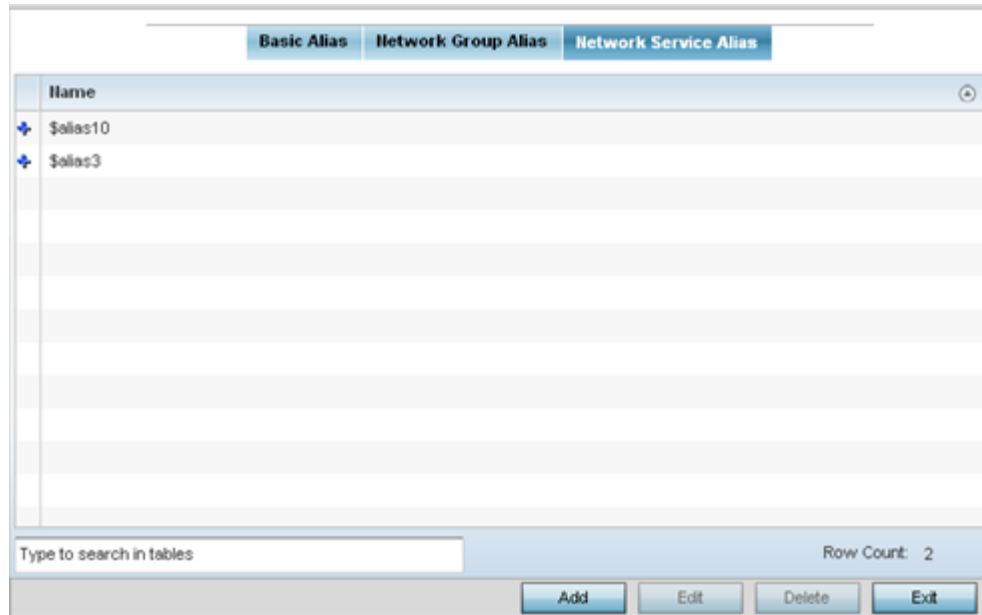 Basic Alias Network Group Alias Network Service Alias
Name
$alias10
$alias3
Type to search in tables Row Count: 2
Add Edit Delete Exit